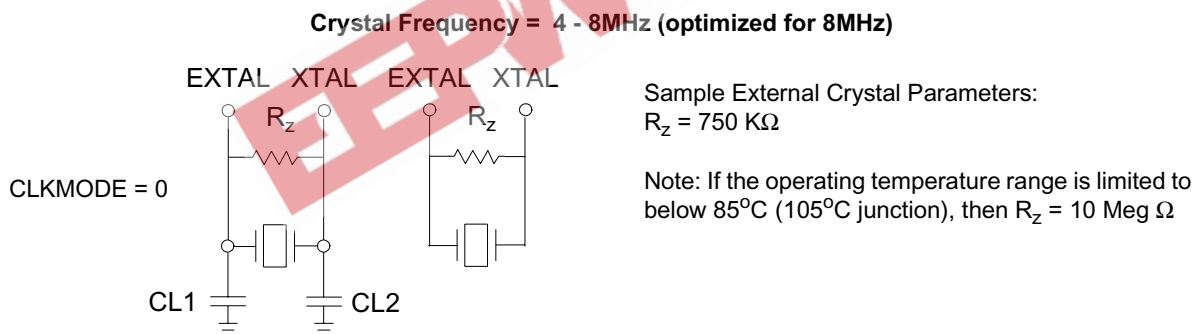 Crystal Frequency = 4 - 8MHz (optimized for 8MHz)
EXTAL XTAL EXTAL XTAL
Rz Rz
CLKMODE = 0
CL1 CL2
Sample External Crystal Parameters:
Rz = 750 KΩ
Note: If the operating temperature range is limited to
below 85°C (105°C junction), then Rz = 10 Meg Ω
EEPW